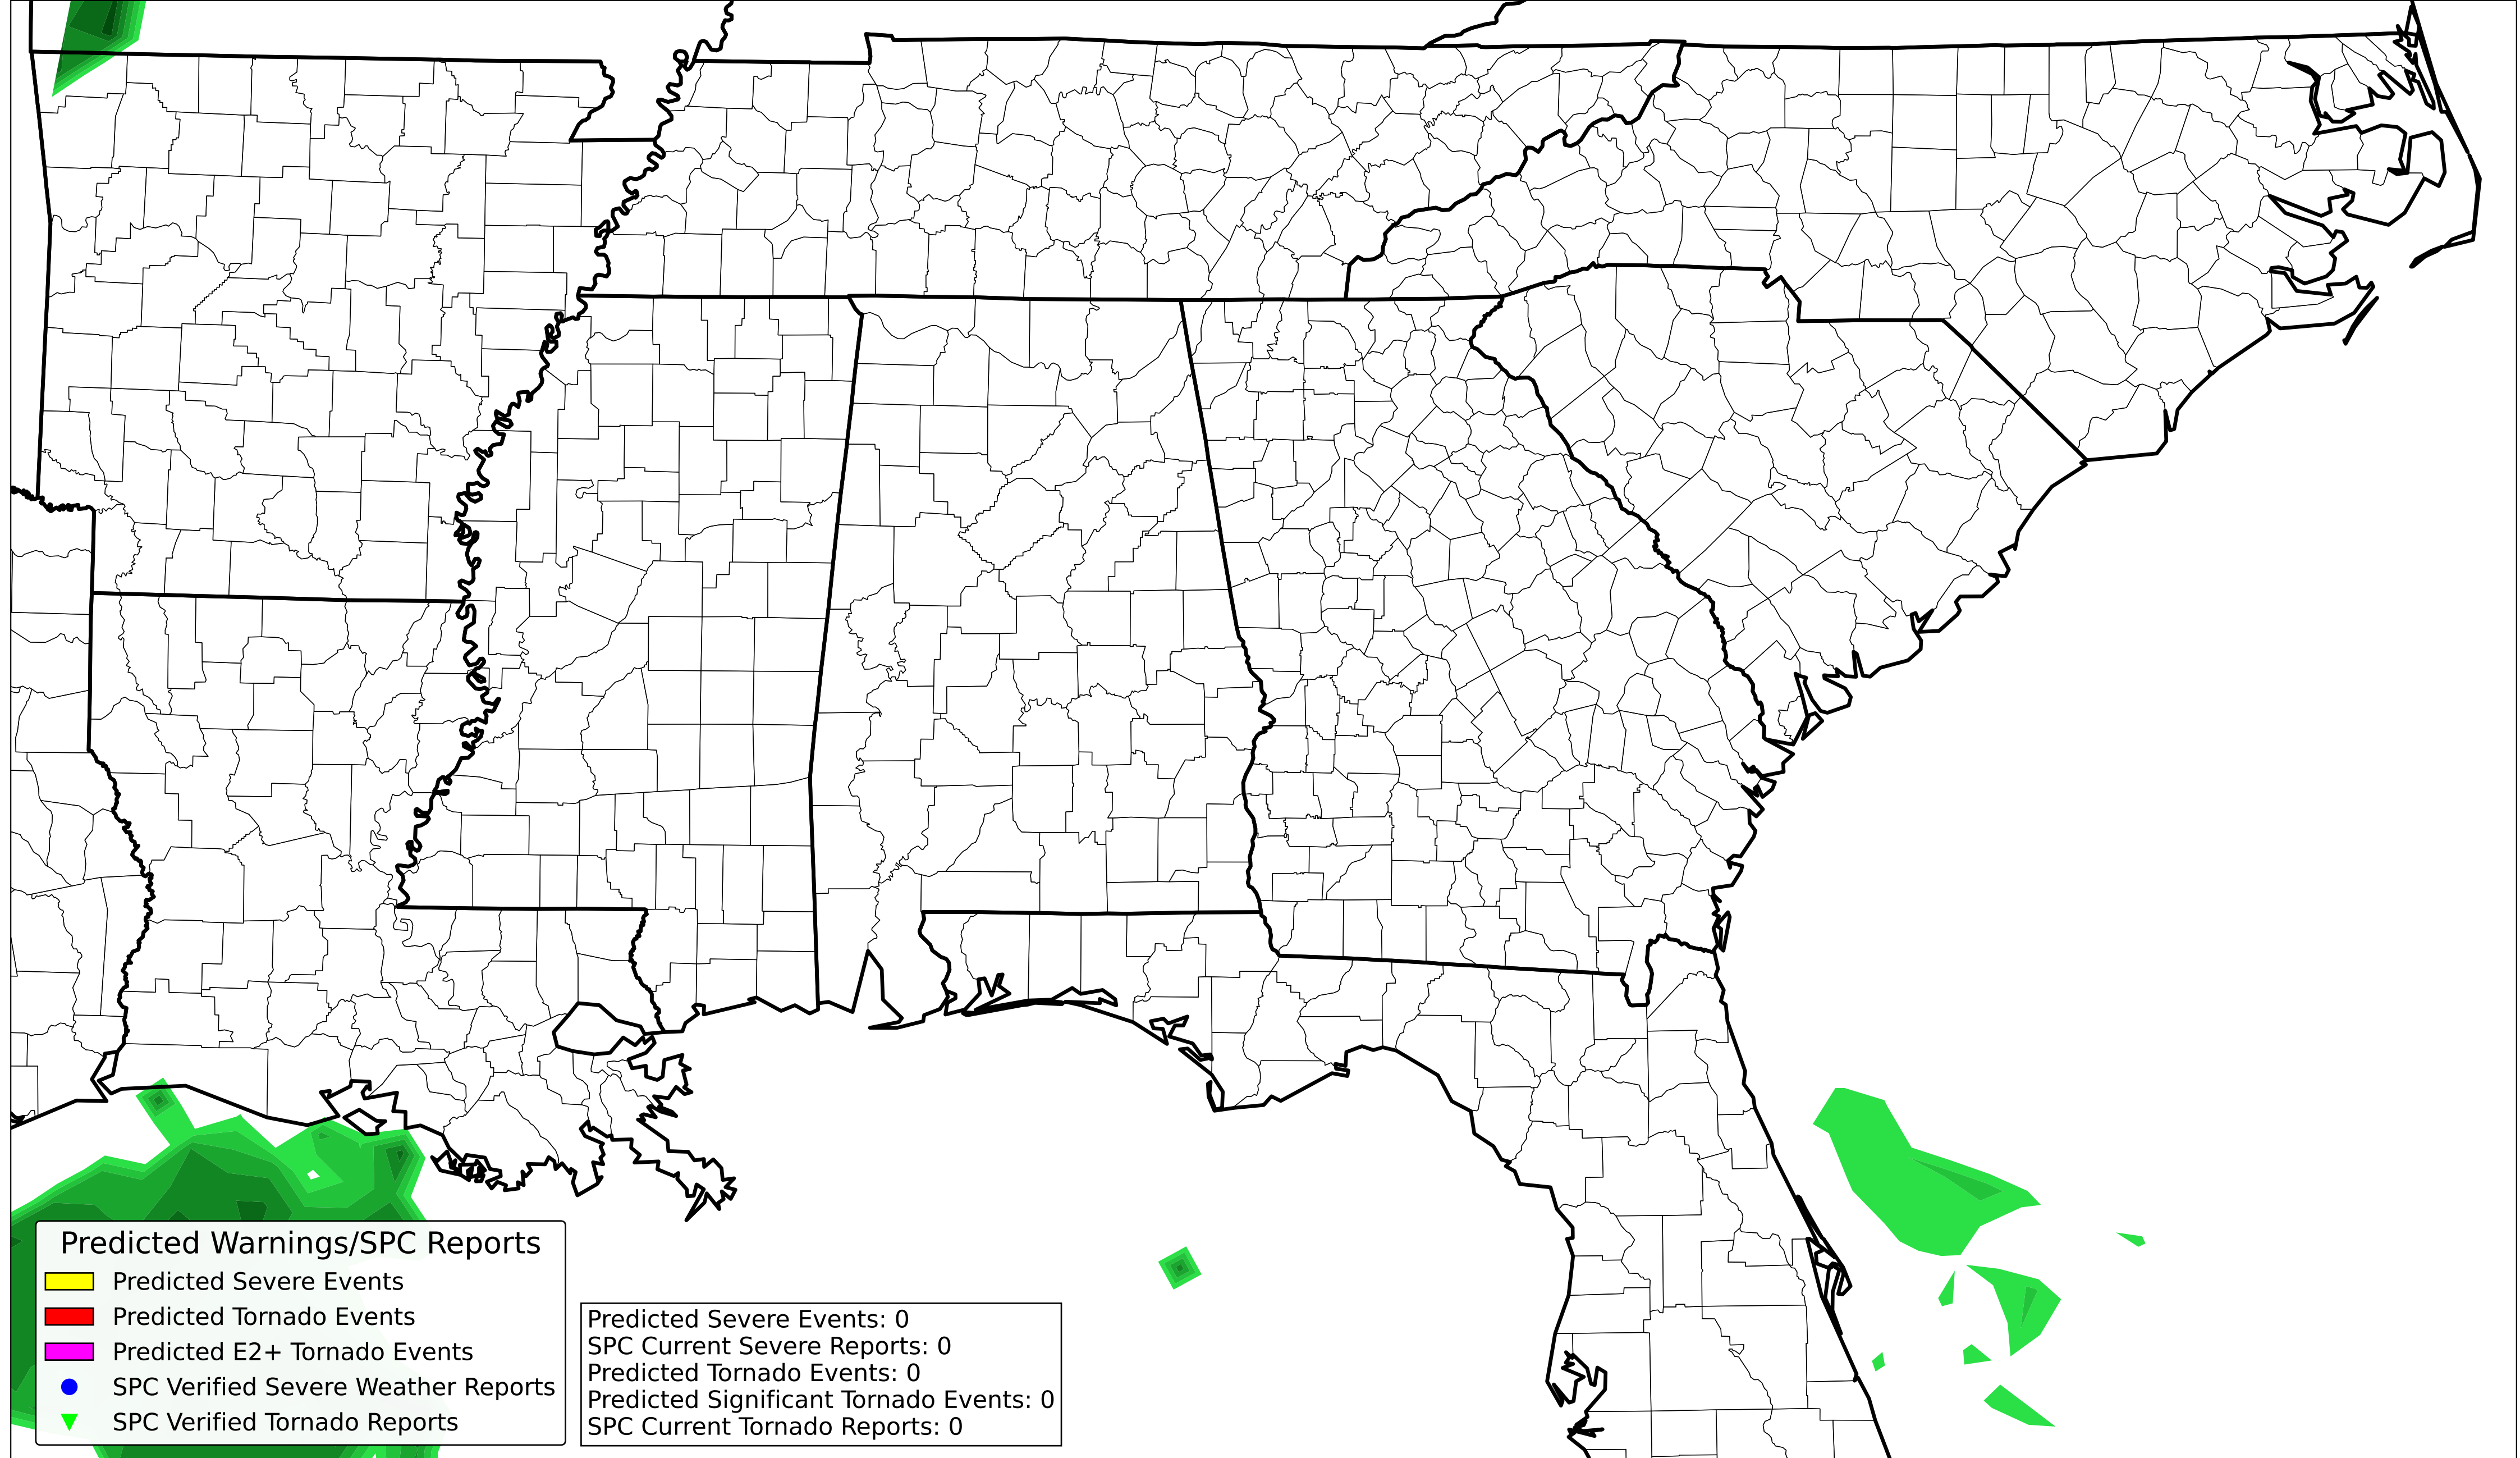 Predicted Warnings/SPC Reports
Predicted Severe Events
Predicted Tornado Events
Predicted E2+ Tornado Events
SPC Verified Severe Weather Reports
SPC Verified Tornado Reports
Predicted Severe Events: 0
SPC Current Severe Reports: 0
Predicted Tornado Events: 0
Predicted Significant Tornado Events: 0
SPC Current Tornado Reports: 0